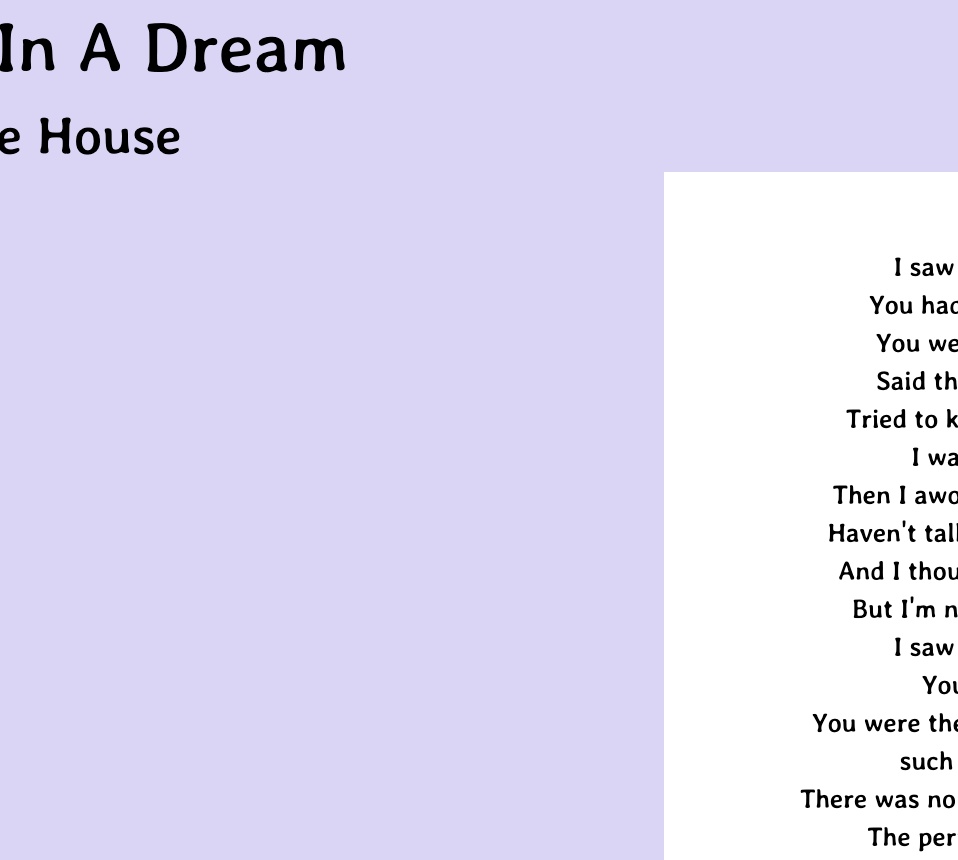 In A Dream
e House
I saw
You had
You we
Said th
Tried to k
I wa
Then I awo
Haven't tal
And I thou
But I'm n
I saw
You
You were the
such
There was no
The per